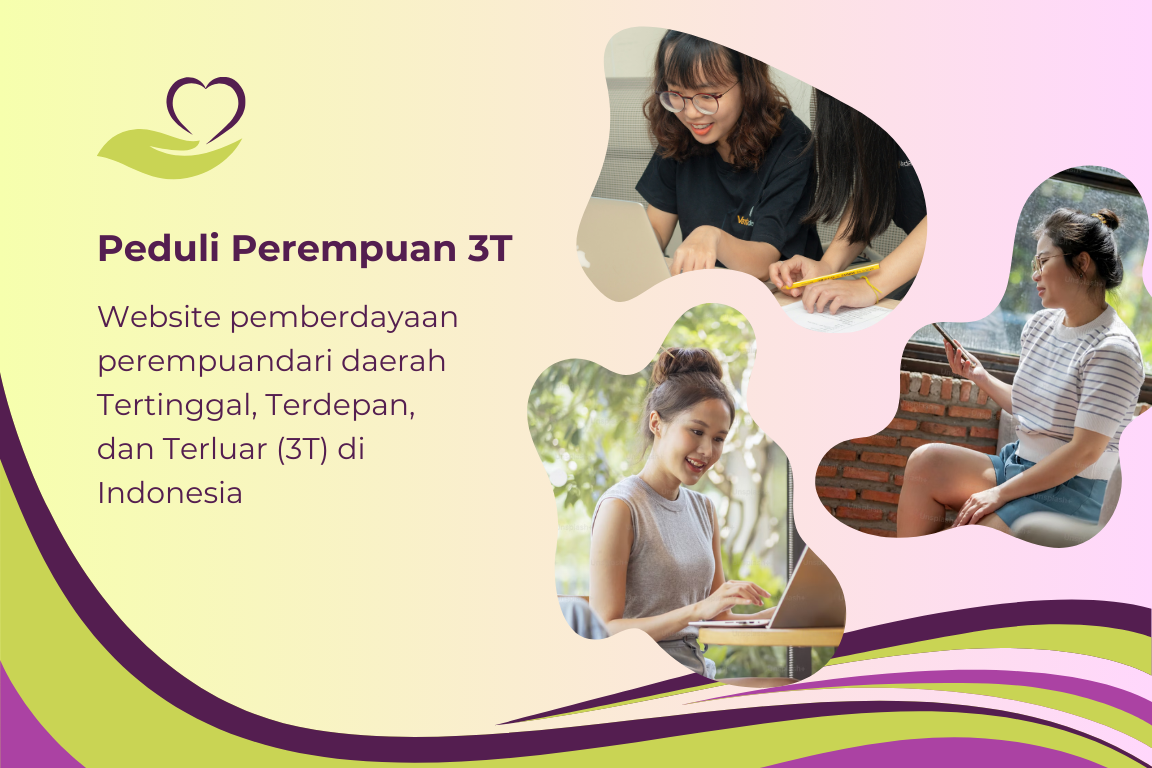 Peduli Perempuan 3T
Website pemberdayaan
perempuandari daerah
Tertinggal, Terdepan,
dan Terluar (3T) di
Indonesia